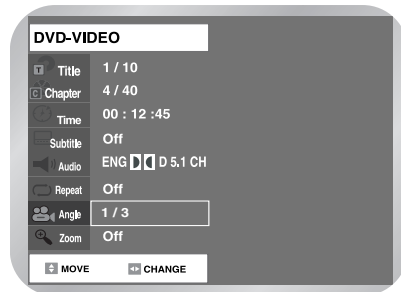 DVD-VIDEO
T Title 1 / 10
C Chapter 4 / 40
Time 00 : 12 :45
Subtitle Off
Audio ENG D 5.1 CH
Repeat Off
Angle 1 / 3
Zoom Off
MOVE CHANGE